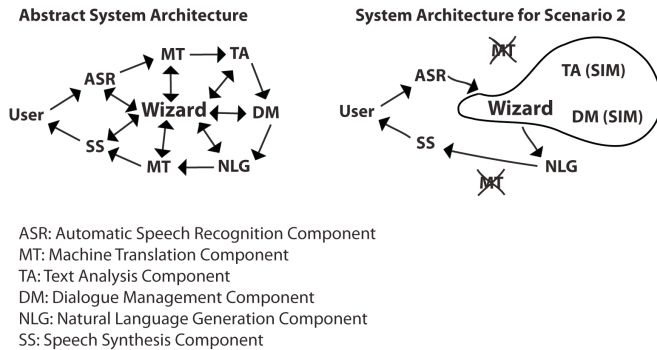 Abstract System Architecture
MT
TA
ASR
User
Wizard
DM
SS
MT
NLG
System Architecture for Scenario 2
MT
TA (SIM)
ASR
User
Wizard
DM (SIM)
SS
NLG
MT
ASR: Automatic Speech Recognition Component
MT: Machine Translation Component
TA: Text Analysis Component
DM: Dialogue Management Component
NLG: Natural Language Generation Component
SS: Speech Synthesis Component